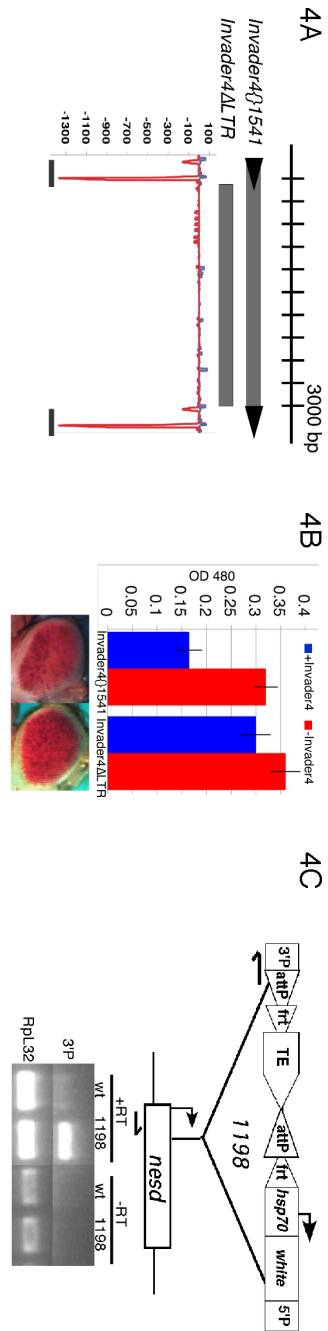 4A
3000 bp
Invader4{}1541
Invader4ΔLTR
100
-100
-300
-500
-700
-900
-1100
-1300
4B
+Invader4
-Invader4
OD 480
0.4
0.35
0.3
0.25
0.2
0.15
0.1
0.05
0
Invader4{}1541 Invader4ΔLTR
4C
3'P attP frt TE attP frt hsp70 white 5'P
1198
nesd
+RT -RT
wt 1198 wt 1198
3'P
RpL32